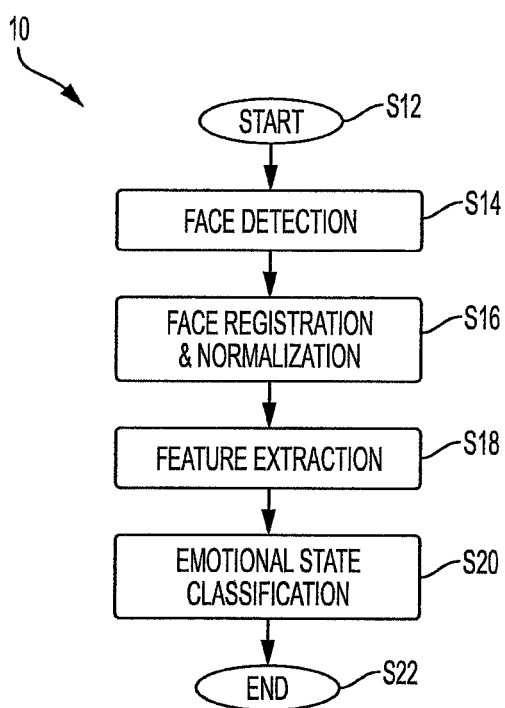 10
START
S12
FACE DETECTION
S14
FACE REGISTRATION
& NORMALIZATION
S16
FEATURE EXTRACTION
S18
EMOTIONAL STATE
CLASSIFICATION
S20
END
S22